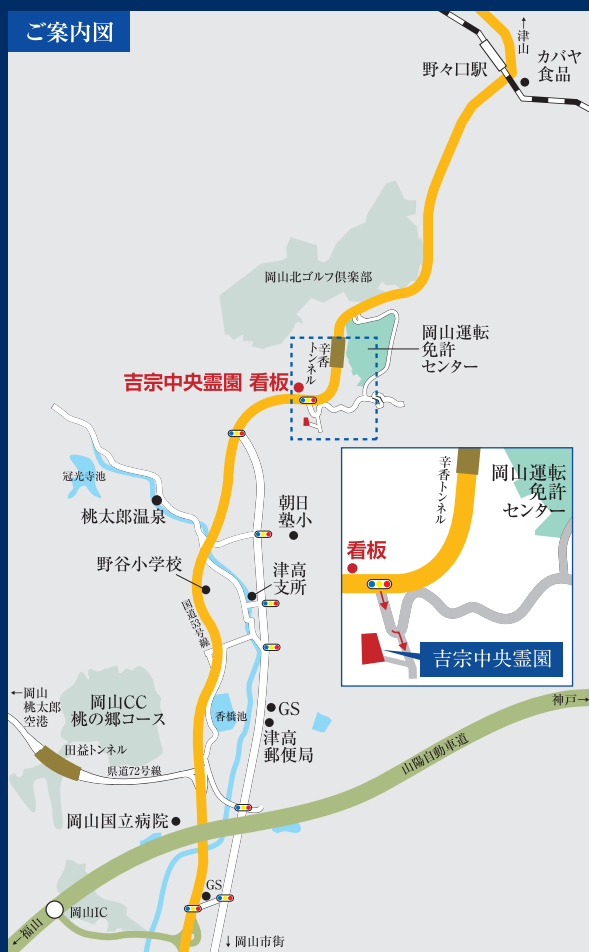 ご案内図
↑津山
野々口駅
カバヤ
食品
岡山北ゴルフ倶楽部
辛香
トンネル
岡山運転
免許
センター
吉宗中央霊園 看板
冠光寺池
桃太郎温泉
朝日
塾小
野谷小学校
津高
支所
国道53号線
辛香トンネル
岡山運転
免許
センター
看板
吉宗中央霊園
←岡山
桃太郎
空港
岡山CC
桃の郷コース
香橋池
GS
津高
郵便局
神戸→
田益トンネル
県道72号線
山陽自動車道
岡山国立病院
GS
岡山IC
←福山
↓岡山市街